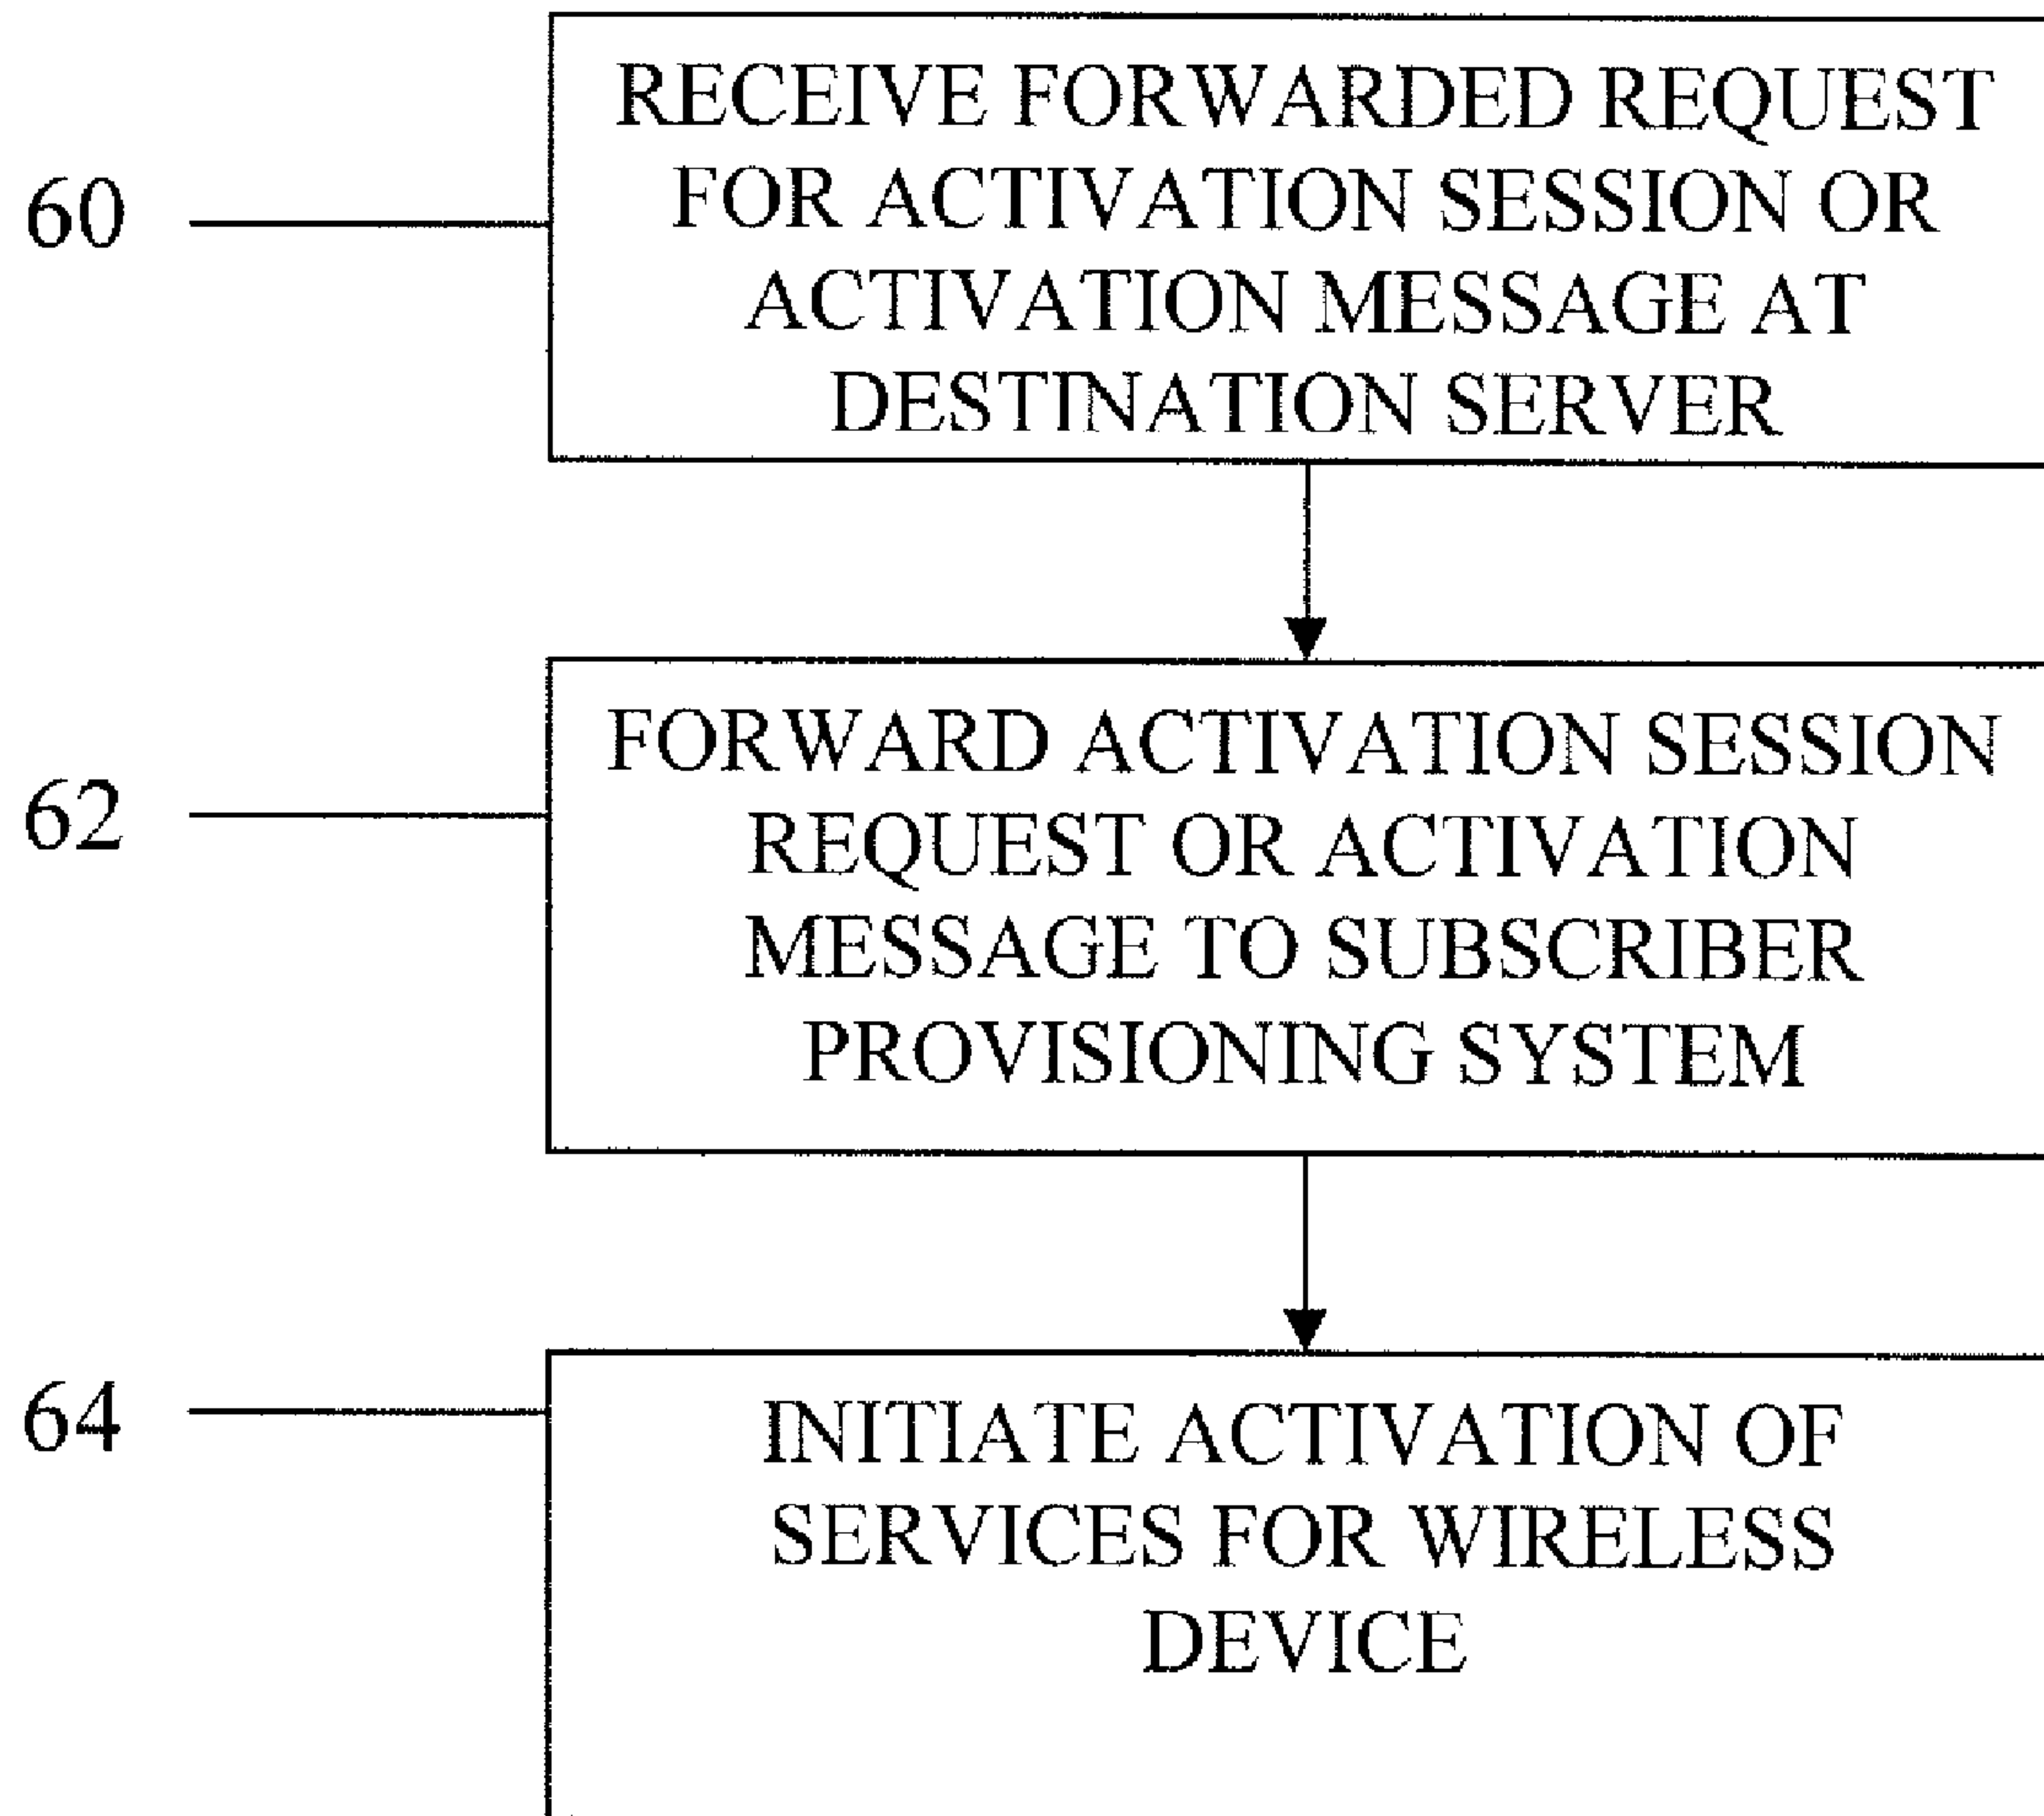 60
RECEIVE FORWARDED REQUEST
FOR ACTIVATION SESSION OR
ACTIVATION MESSAGE AT
DESTINATION SERVER
62
FORWARD ACTIVATION SESSION
REQUEST OR ACTIVATION
MESSAGE TO SUBSCRIBER
PROVISIONING SYSTEM
64
INITIATE ACTIVATION OF
SERVICES FOR WIRELESS
DEVICE